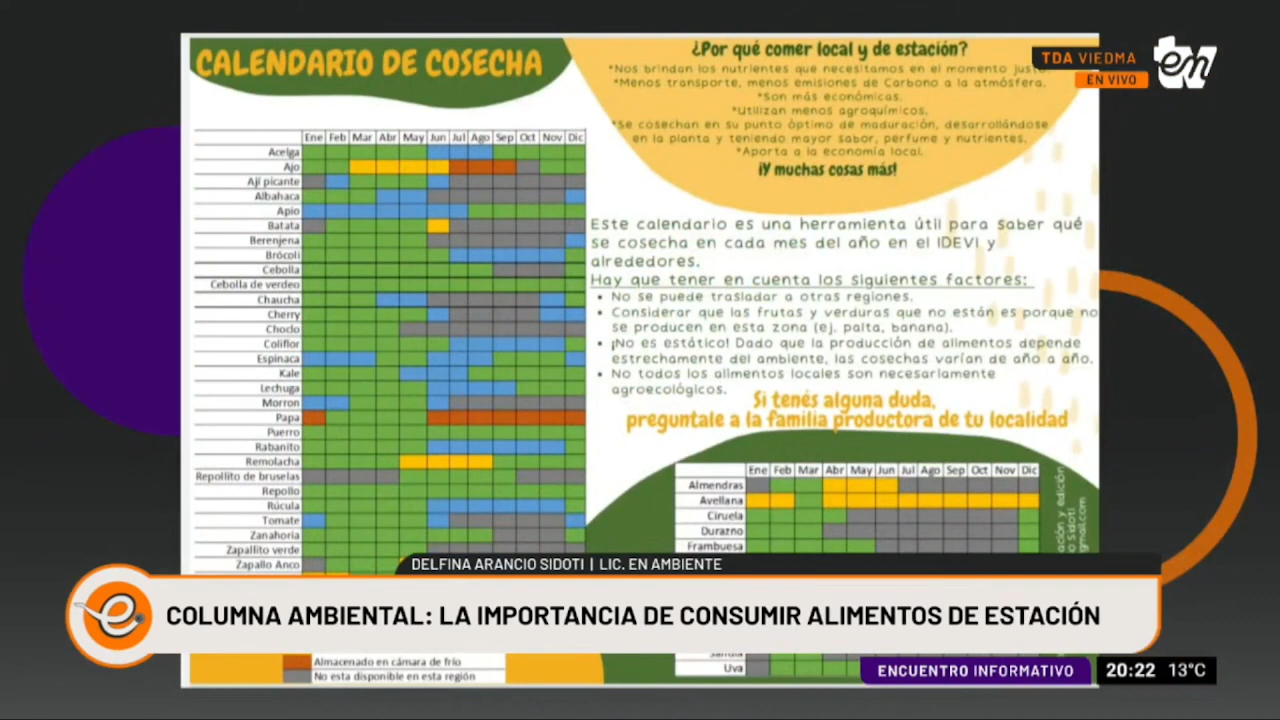 CALENDARIO DE COSECHA
¿Por qué comer local y de estación?
*Nos brindan los nutrientes que necesitamos en el momento justo.
*Menos transporte, menos emisiones de Carbono a la atmósfera.
*Son más económicas.
*Utilizan menos agroquímicos.
*Se cosechan en su punto óptimo de maduración, desarrollándose
en la planta y teniendo mayor sabor, perfume y nutrientes.
*Aporta a la economía local.
¡Y muchas cosas más!
TDA VIEDMA
EN VIVO
en
Ene Feb Mar Abr May Jun Jul Ago Sep Oct Nov Dic
Acelga
Ajo
Ají picante
Albahaca
Apio
Batata
Berenjena
Brócoli
Cebolla
Cebolla de verdeo
Chaucha
Cherry
Choclo
Coliflor
Espinaca
Kale
Lechuga
Morron
Papa
Puerro
Rabanito
Remolacha
Repollito de bruselas
Repollo
Rúcula
Tomate
Zanahoria
Zapallito verde
Zapallo Anco
Este calendario es una herramienta útil para saber qué
se cosecha en cada mes del año en el IDEVI y
alrededores.
Hay que tener en cuenta los siguientes factores:
• No se puede trasladar a otras regiones.
• Considerar que las frutas y verduras que no están es porque no
se producen en esta zona (ej. palta, banana).
• ¡No es estático! Dado que la producción de alimentos depende
estrechamente del ambiente, las cosechas varían de año a año.
• No todos los alimentos locales son necesariamente
agroecológicos.
Si tenés alguna duda,
preguntale a la familia productora de tu localidad
Ene Feb Mar Abr May Jun Jul Ago Sep Oct Nov Dic
Almendras
Avellana
Ciruela
Durazno
Frambuesa
Uva
ación y edición
o Sidoti
gmail.com
DELFINA ARANCIO SIDOTI | LIC. EN AMBIENTE
e
COLUMNA AMBIENTAL: LA IMPORTANCIA DE CONSUMIR ALIMENTOS DE ESTACIÓN
Almacenado en cámara de frío
No esta disponible en esta región
ENCUENTRO INFORMATIVO
20:22 13°C